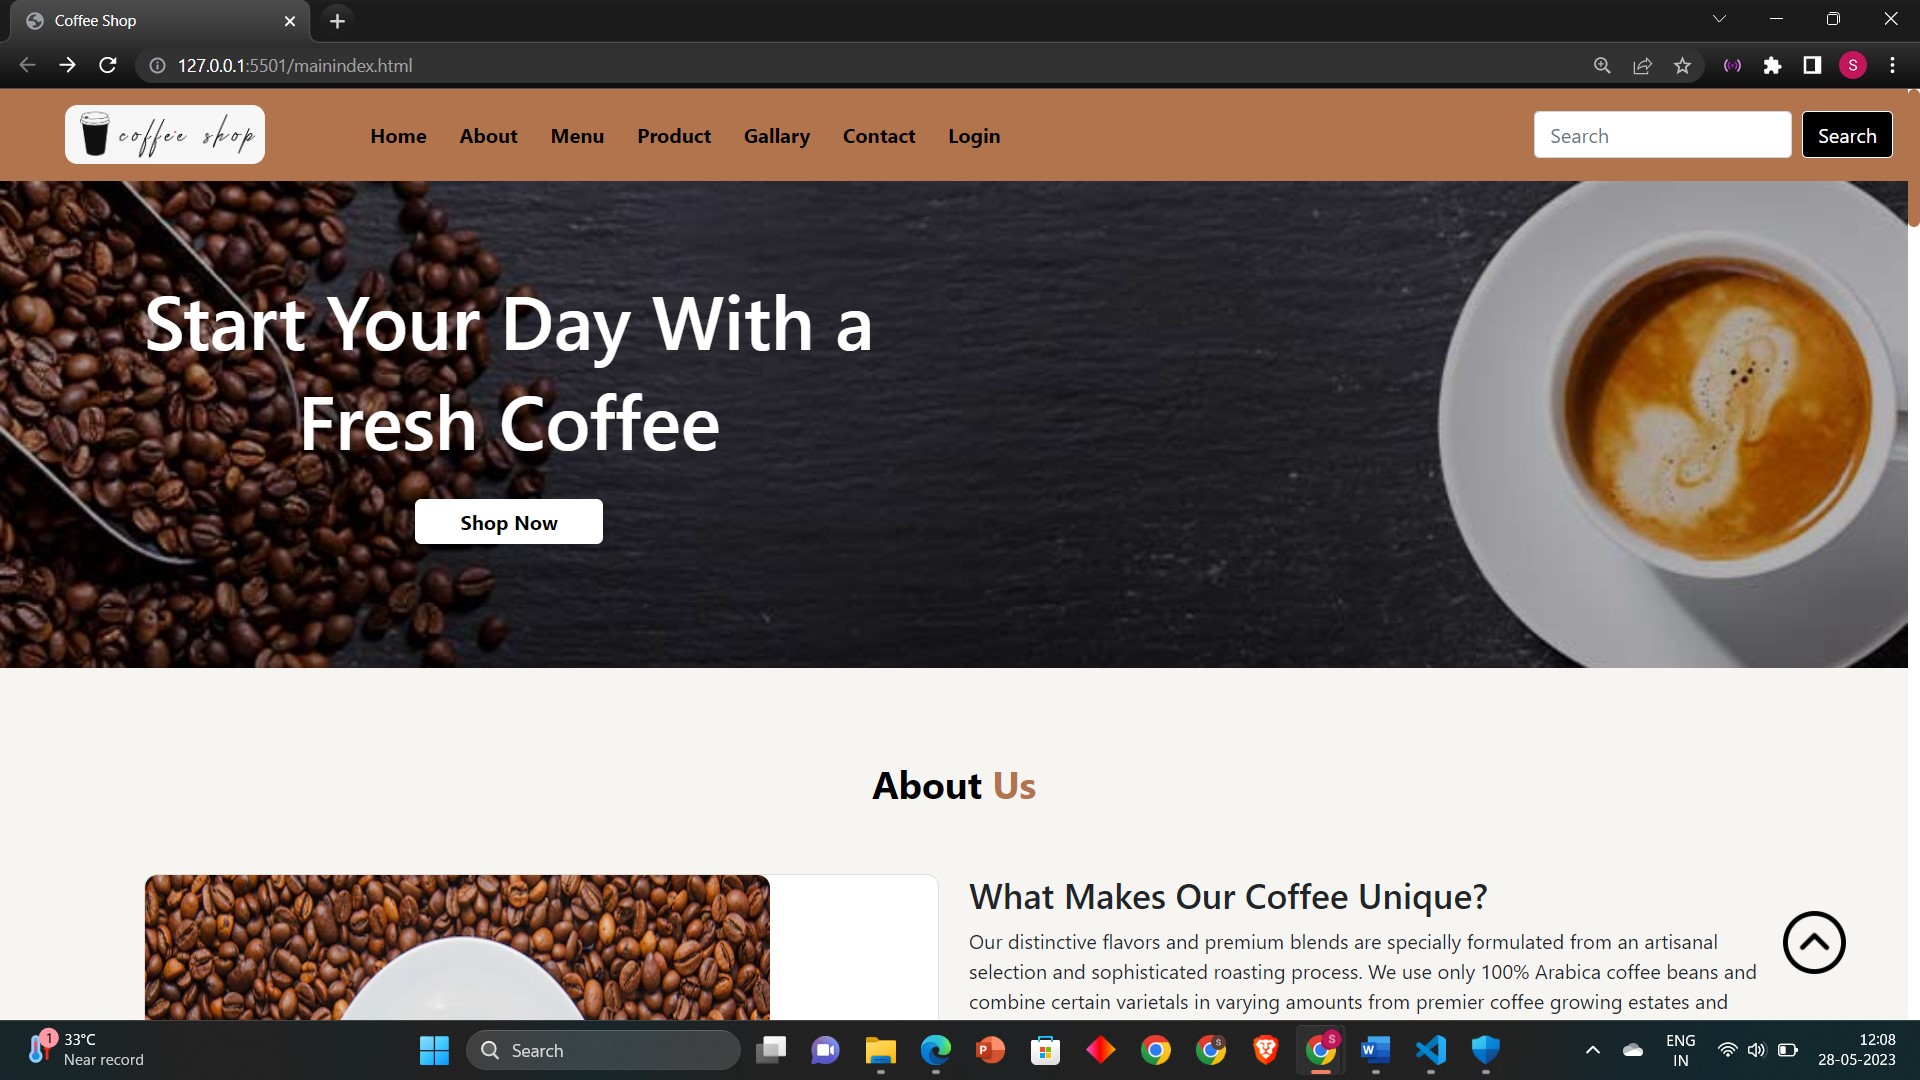 Coffee Shop
127.0.0.1:5501/mainindex.html
S
coffee shop
Home About Menu Product Gallary Contact Login
Search Search
Start Your Day With a
Fresh Coffee
Shop Now
About Us
What Makes Our Coffee Unique?
Our distinctive flavors and premium blends are specially formulated from an artisanal
selection and sophisticated roasting process. We use only 100% Arabica coffee beans and
combine certain varietals in varying amounts from premier coffee growing estates and
1
33°C
Near record
Search
P
S
S
W
ENG
IN
12:08
28-05-2023